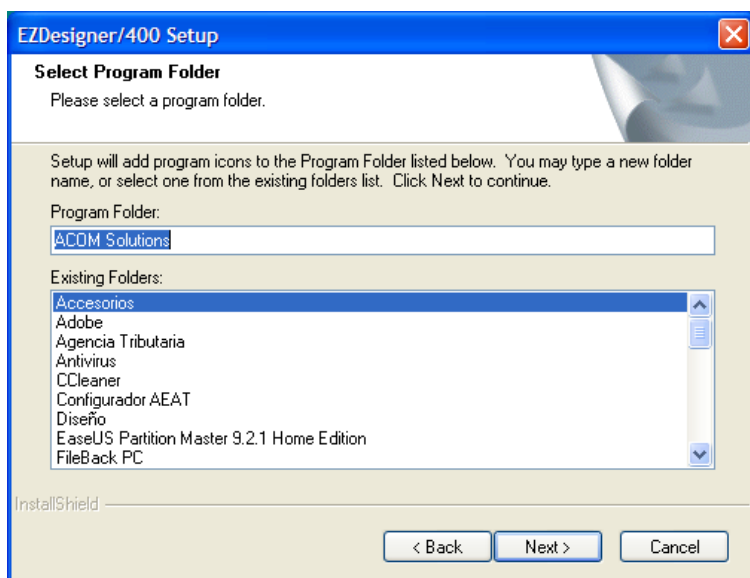 EZDesigner/400 Setup
Select Program Folder
Please select a program folder.
Setup will add program icons to the Program Folder listed below. You may type a new folder
name, or select one from the existing folders list. Click Next to continue.
Program Folder:
ACOM Solutions
Existing Folders:
Accesorios
Adobe
Agencia Tributaria
Antivirus
CCleaner
Configurador AEAT
Diseño
EaseUS Partition Master 9.2.1 Home Edition
FileBack PC
InstallShield
< Back
Next >
Cancel